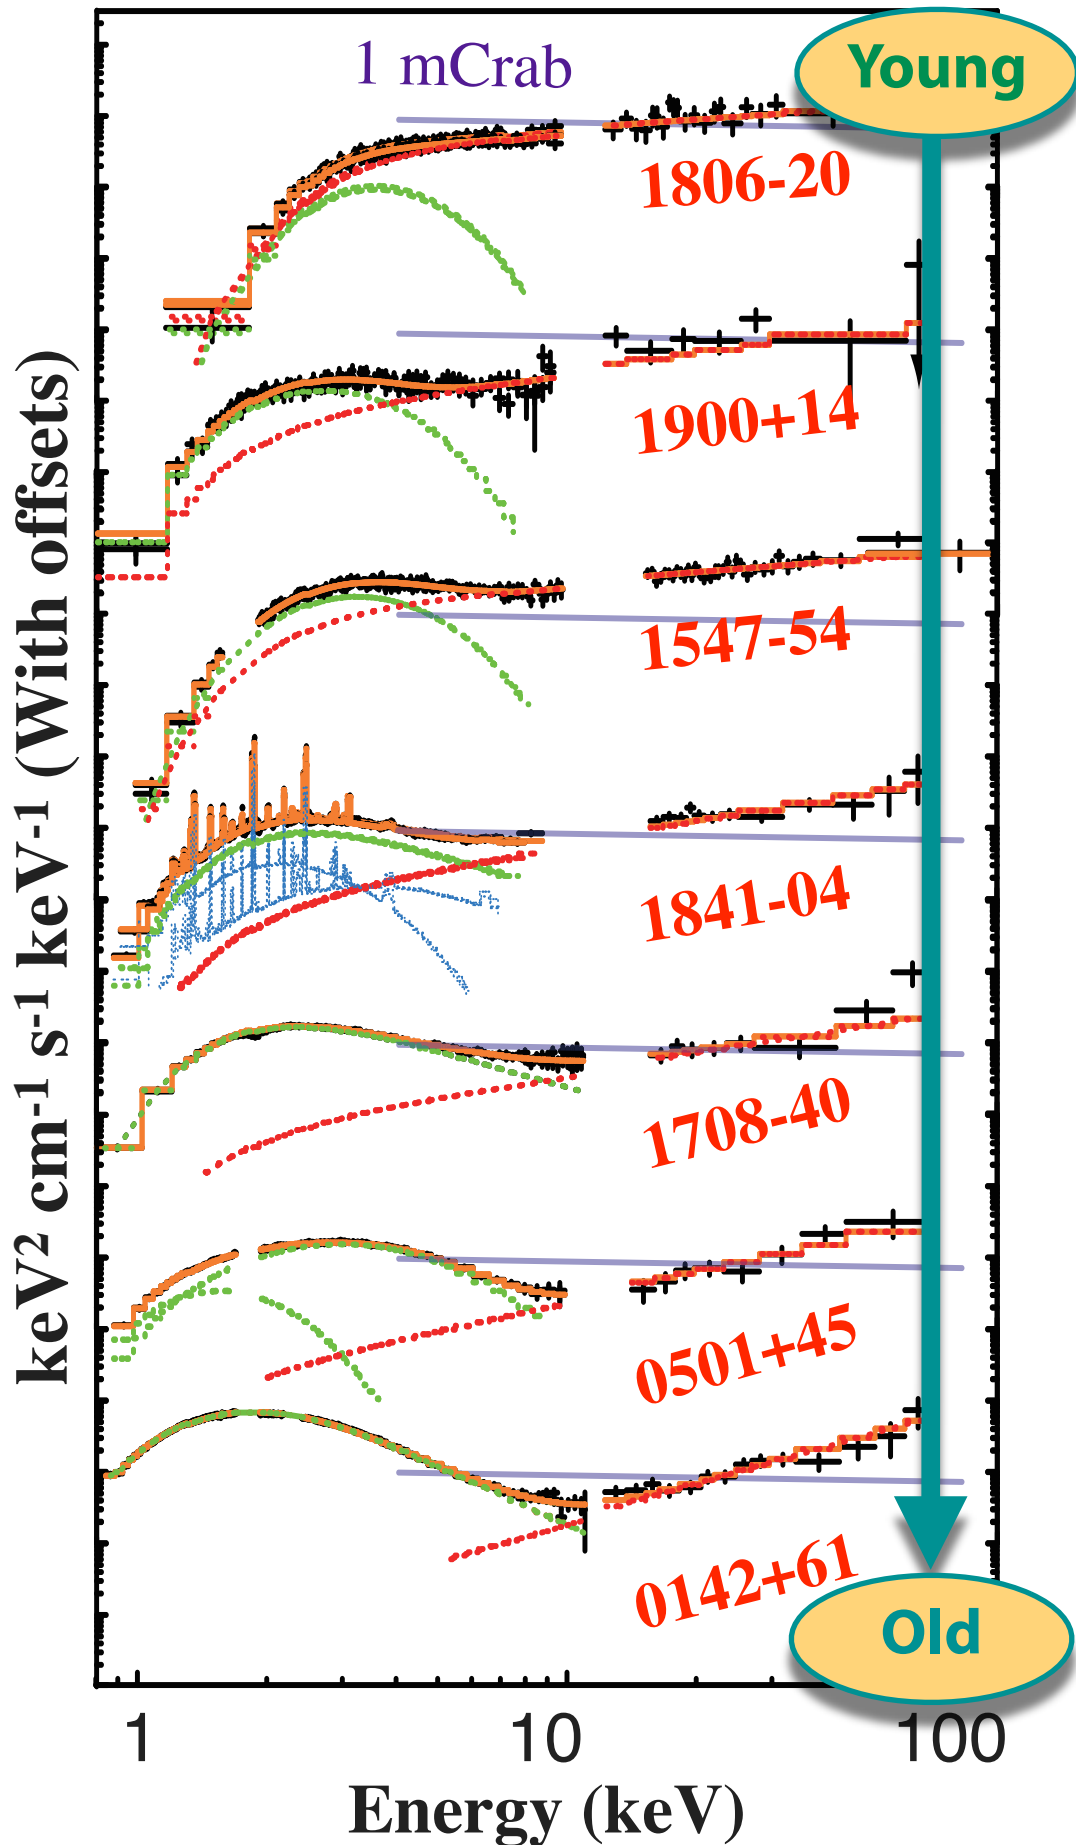 1 mCrab
Young
1806-20
1900+14
1547-54
1841-04
1708-40
0501+45
0142+61
Old
keV² cm⁻¹ s⁻¹ keV⁻¹ (With offsets)
1 10 100
Energy (keV)